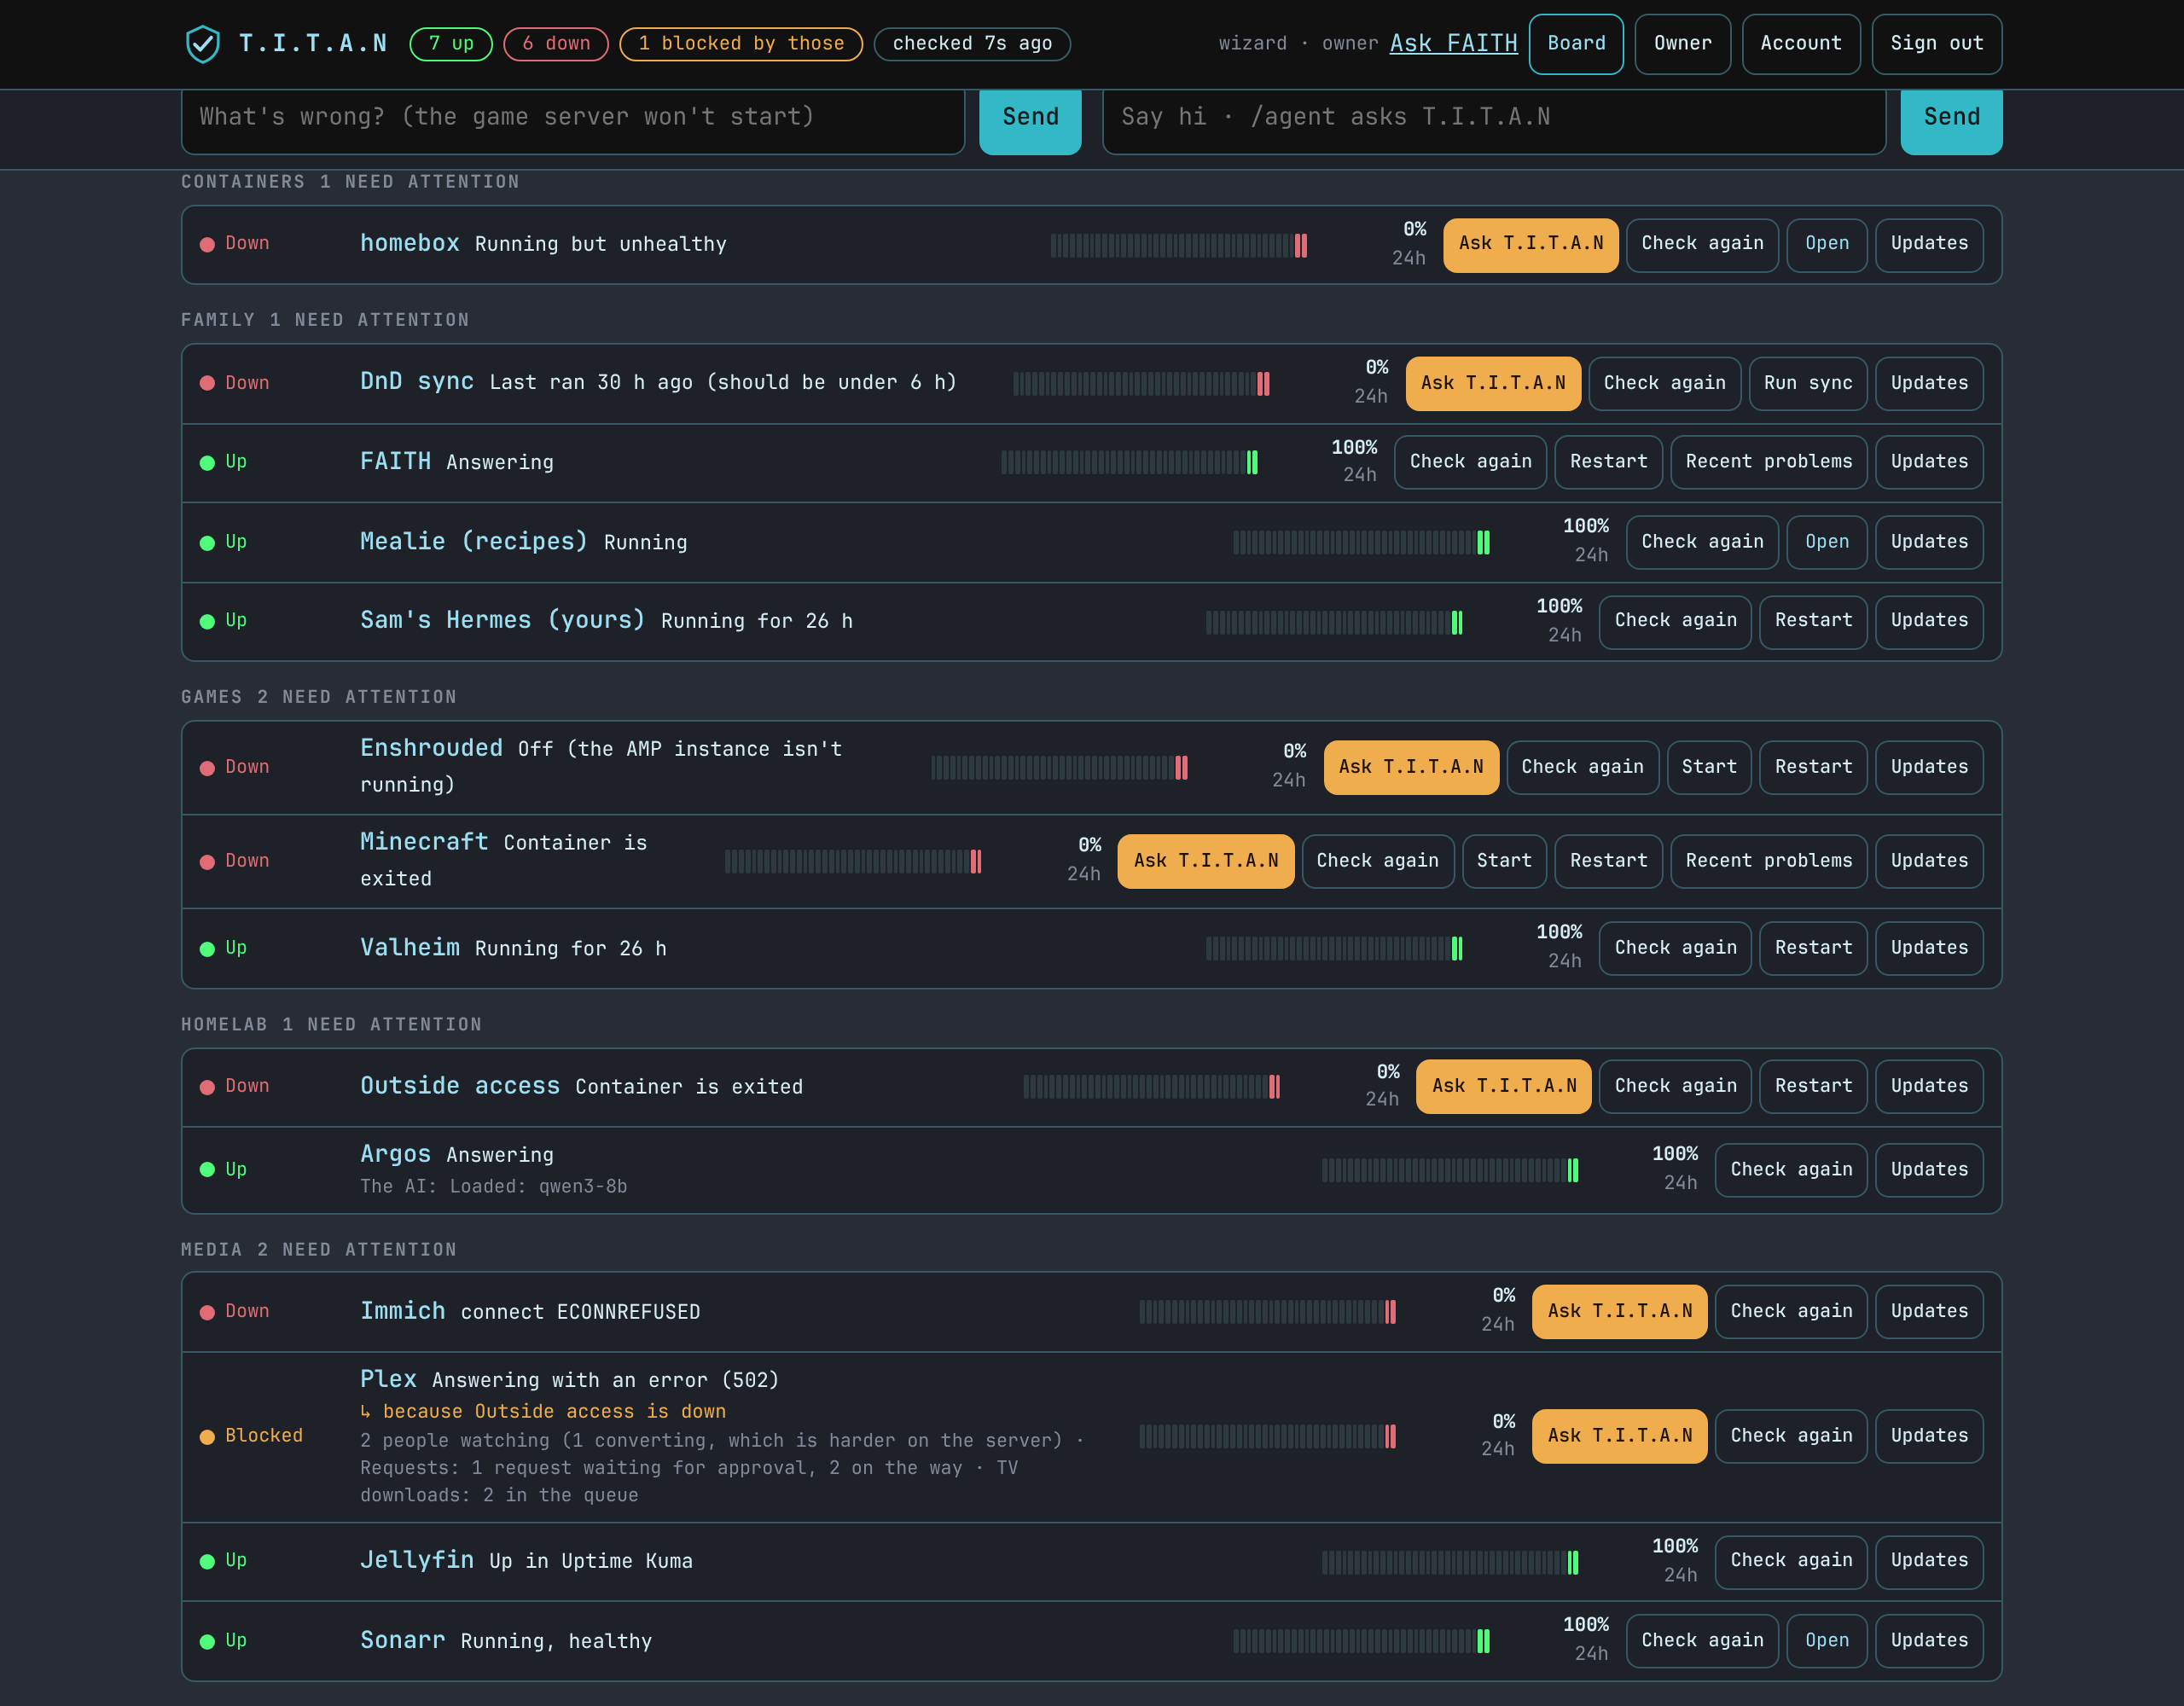 T.I.T.A.N 7 up 6 down 1 blocked by those checked 7s ago wizard · owner Ask FAITH Board Owner Account Sign out
What's wrong? (the game server won't start) Send Say hi · /agent asks T.I.T.A.N Send
CONTAINERS 1 NEED ATTENTION
Down homebox Running but unhealthy 0% 24h Ask T.I.T.A.N Check again Open Updates
FAMILY 1 NEED ATTENTION
Down DnD sync Last ran 30 h ago (should be under 6 h) 0% 24h Ask T.I.T.A.N Check again Run sync Updates
Up FAITH Answering 100% 24h Check again Restart Recent problems Updates
Up Mealie (recipes) Running 100% 24h Check again Open Updates
Up Sam's Hermes (yours) Running for 26 h 100% 24h Check again Restart Updates
GAMES 2 NEED ATTENTION
Down Enshrouded Off (the AMP instance isn't
running) 0% 24h Ask T.I.T.A.N Check again Start Restart Updates
Down Minecraft Container is
exited 0% 24h Ask T.I.T.A.N Check again Start Restart Recent problems Updates
Up Valheim Running for 26 h 100% 24h Check again Restart Updates
HOMELAB 1 NEED ATTENTION
Down Outside access Container is exited 0% 24h Ask T.I.T.A.N Check again Restart Updates
Up Argos Answering
The AI: Loaded: qwen3-8b 100% 24h Check again Updates
MEDIA 2 NEED ATTENTION
Down Immich connect ECONNREFUSED 0% 24h Ask T.I.T.A.N Check again Updates
Blocked Plex Answering with an error (502)
↳ because Outside access is down
2 people watching (1 converting, which is harder on the server) ·
Requests: 1 request waiting for approval, 2 on the way · TV
downloads: 2 in the queue 0% 24h Ask T.I.T.A.N Check again Updates
Up Jellyfin Up in Uptime Kuma 100% 24h Check again Updates
Up Sonarr Running, healthy 100% 24h Check again Open Updates